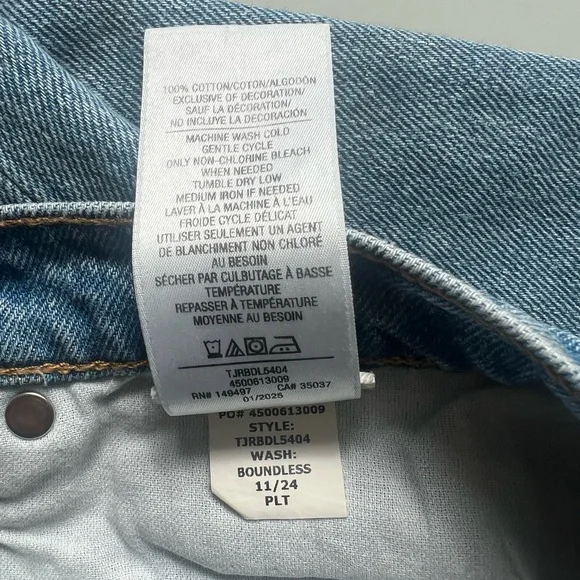 100% COTTON/COTON/ALGODÓN
EXCLUSIVE OF DECORATION/
SAUF LA DÉCORATION/
NO INCLUYE LA DECORACIÓN
MACHINE WASH COLD
GENTLE CYCLE
ONLY NON-CHLORINE BLEACH
WHEN NEEDED
TUMBLE DRY LOW
MEDIUM IRON IF NEEDED
LAVER À LA MACHINE À L'EAU
FROIDE CYCLE DÉLICAT
UTILISER SEULEMENT UN AGENT
DE BLANCHIMENT NON CHLORÉ
AU BESOIN
SÉCHER PAR CULBUTAGE À BASSE
TEMPÉRATURE
REPASSER À TEMPÉRATURE
MOYENNE AU BESOIN
TJRBDL5404
4500613009
RN# 149497 CA# 35037
01/2025
PO# 4500613009
STYLE:
TJRBDL5404
WASH:
BOUNDLESS
11/24
PLT